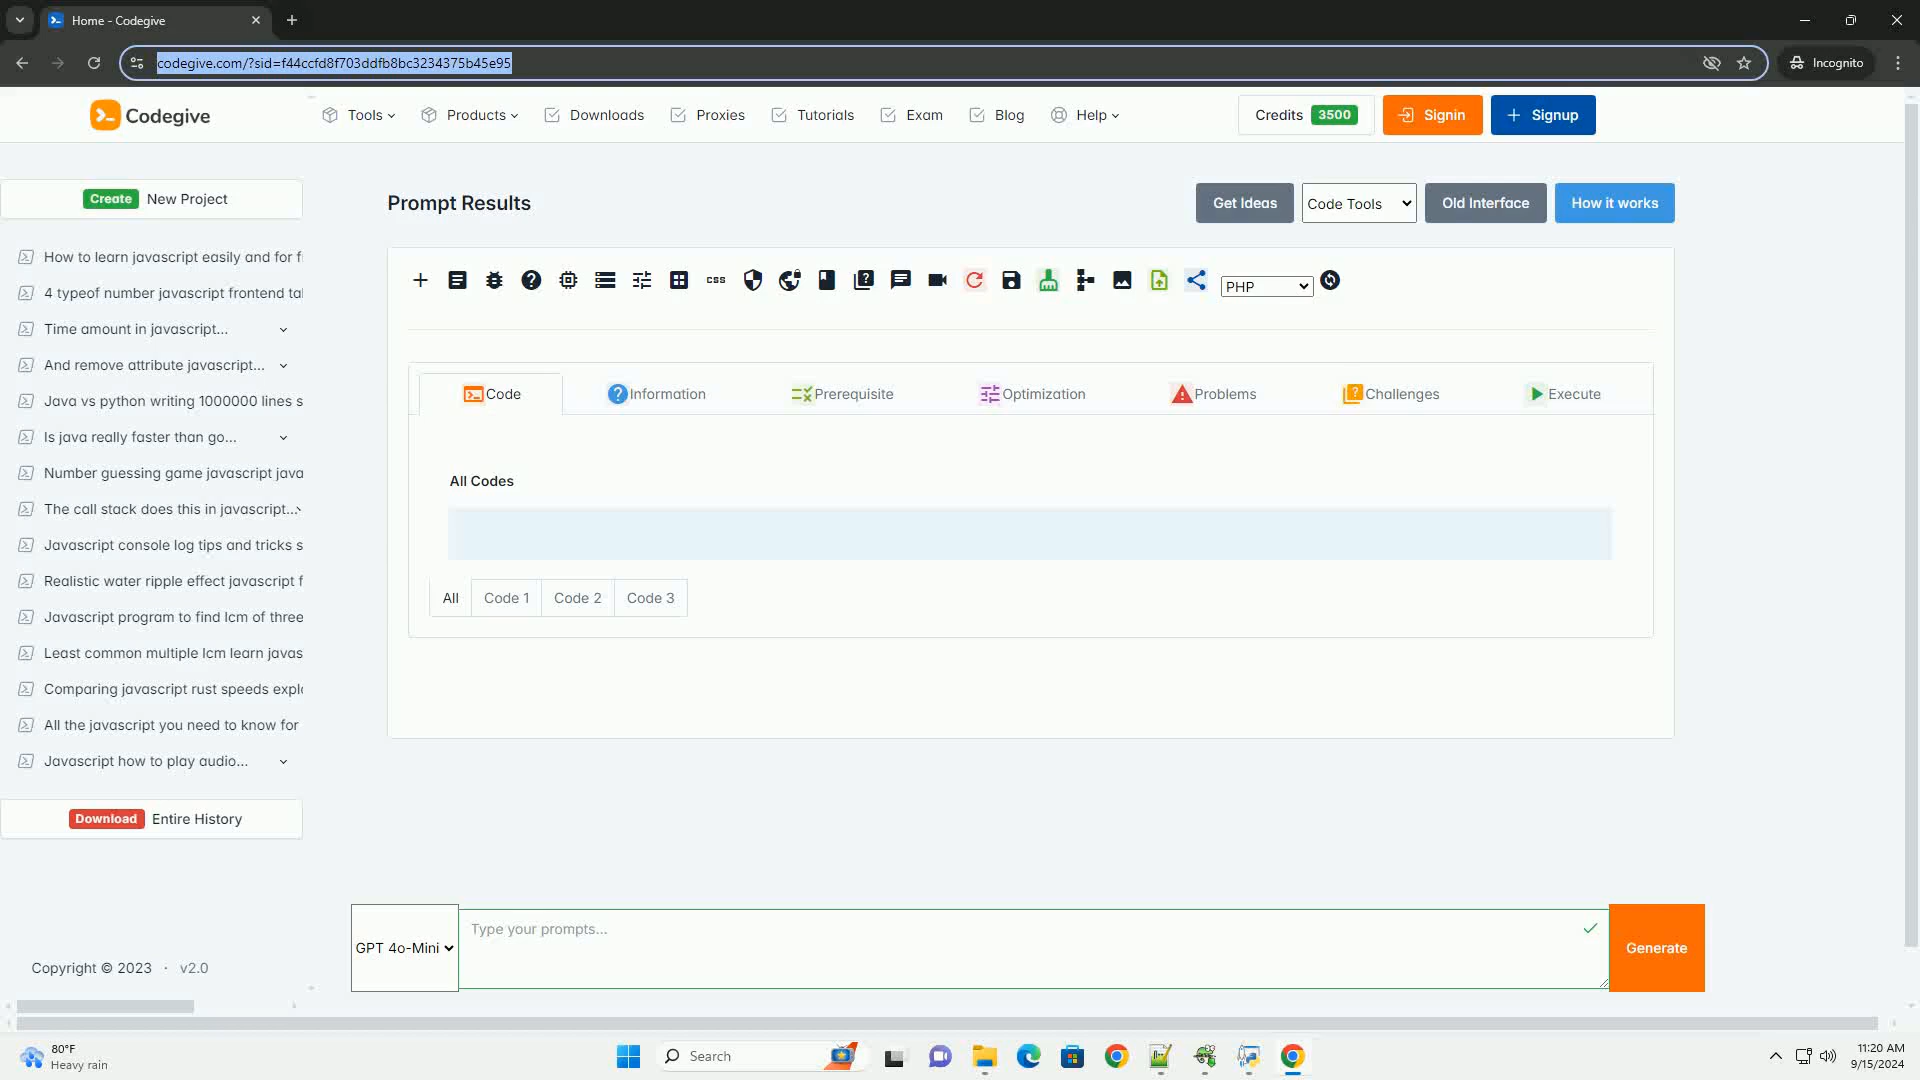 Home - Codegive
codegive.com/?sid=f44ccfd8f703ddfb8bc3234375b45e95
Incognito
Codegive
Tools
Products
Downloads
Proxies
Tutorials
Exam
Blog
Help
Credits 3500
Signin
Signup
Create New Project
How to learn javascript easily and for f
4 typeof number javascript frontend tal
Time amount in javascript...
And remove attribute javascript...
Java vs python writing 1000000 lines s
Is java really faster than go...
Number guessing game javascript java
The call stack does this in javascript...
Javascript console log tips and tricks s
Realistic water ripple effect javascript f
Javascript program to find lcm of three
Least common multiple lcm learn javas
Comparing javascript rust speeds explo
All the javascript you need to know for
Javascript how to play audio...
Download Entire History
Copyright © 2023 · v2.0
Prompt Results
Get Ideas
Code Tools
Old Interface
How it works
css
PHP
Code
Information
Prerequisite
Optimization
Problems
Challenges
Execute
All Codes
All
Code 1
Code 2
Code 3
GPT 4o-Mini
Type your prompts...
Generate
80°F
Heavy rain
Search
11:20 AM
9/15/2024